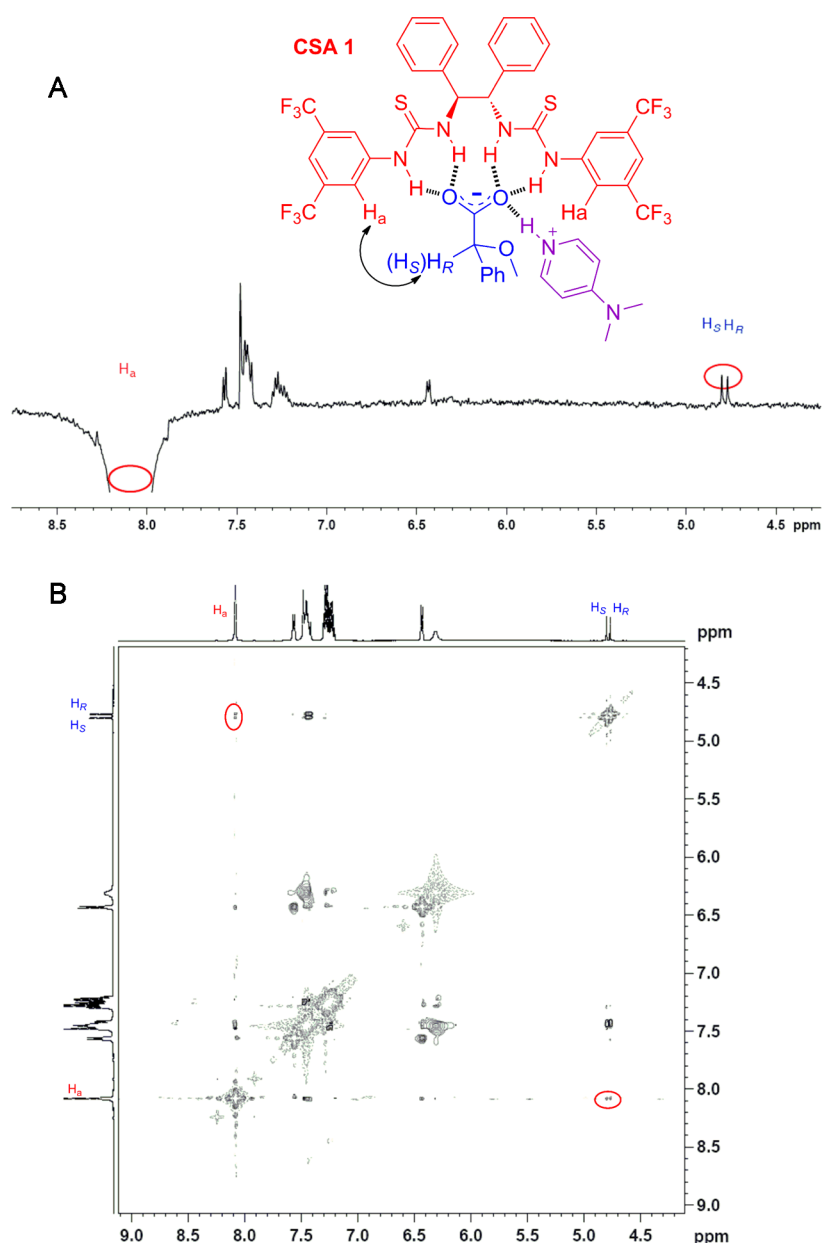 CSA 1
A
CF3 S S CF3
N N N N
H H H H
F3C CF3
Ha Ha
O - O
H
N +
(HS)HR O
Ph
N
HS HR
Ha
8.5 8.0 7.5 7.0 6.5 6.0 5.5 5.0 4.5 ppm
B
Ha HS HR
ppm
4.5
HR
HS
5.0
5.5
6.0
6.5
7.0
7.5
8.0
Ha
8.5
9.0
9.0 8.5 8.0 7.5 7.0 6.5 6.0 5.5 5.0 4.5 ppm